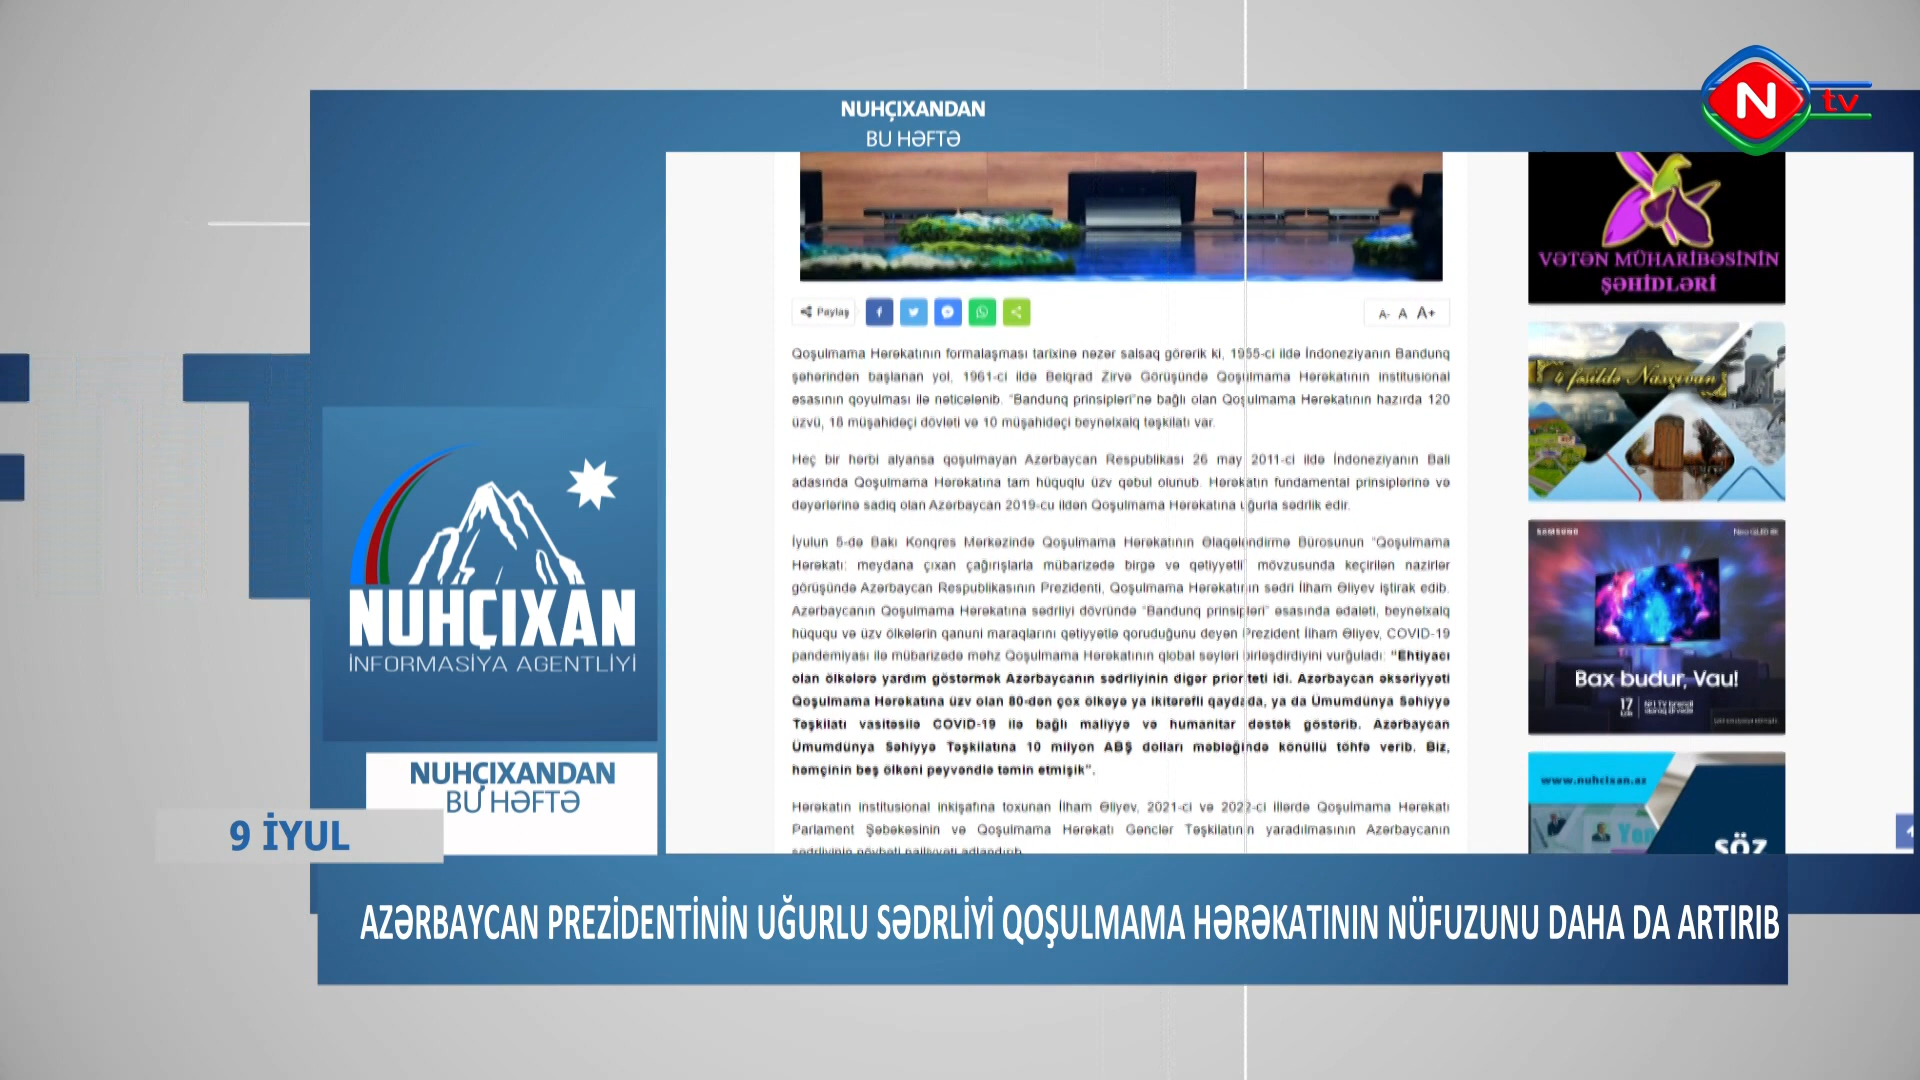 NUHÇIXANDAN
BU HƏFTƏ
N tv
VƏTƏN MÜHARİBƏSİNİN
ŞƏHİDLƏRİ
Paylaş
A- A A+
Qoşulmama Hərəkatının formalaşması tarixinə nəzər salsaq görərik ki, 1955-ci ildə İndoneziyanın Bandunq
şəhərindən başlanan yol, 1961-ci ildə Belqrad Zirvə Görüşündə Qoşulmama Hərəkatının institusional
əsasının qoyulması ilə nəticələnib. “Bandunq prinsipləri”nə bağlı olan Qoşulmama Hərəkatının hazırda 120
üzvü, 18 müşahidəçi dövləti və 10 müşahidəçi beynəlxalq təşkilatı var.
Heç bir hərbi alyansa qoşulmayan Azərbaycan Respublikası 26 may 2011-ci ildə İndoneziyanın Bali
adasında Qoşulmama Hərəkatına tam hüquqlu üzv qəbul olunub. Hərəkatın fundamental prinsiplərinə və
dəyərlərinə sadiq olan Azərbaycan 2019-cu ildən Qoşulmama Hərəkatına uğurla sədrlik edir.
İyulun 5-də Bakı Konqres Mərkəzində Qoşulmama Hərəkatının Əlaqələndirmə Bürosunun “Qoşulmama
Hərəkatı: meydana çıxan çağırışlarla mübarizədə birgə və qətiyyətli” mövzusunda keçirilən nazirlər
görüşündə Azərbaycan Respublikasının Prezidenti, Qoşulmama Hərəkatının sədri İlham Əliyev iştirak edib.
Azərbaycanın Qoşulmama Hərəkatına sədrliyi dövründə “Bandunq prinsipləri” əsasında ədaləti, beynəlxalq
hüququ və üzv ölkələrin qanuni maraqlarını qətiyyətlə qoruduğunu deyən Prezident İlham Əliyev, COVID-19
pandemiyası ilə mübarizədə məhz Qoşulmama Hərəkatının qlobal səyləri birləşdirdiyini vurğuladı: “Ehtiyacı
olan ölkələrə yardım göstərmək Azərbaycanın sədrliyinin digər prioriteti idi. Azərbaycan əksəriyyəti
Qoşulmama Hərəkatına üzv olan 80-dən çox ölkəyə ya ikitərəfli qaydada, ya da Ümumdünya Səhiyyə
Təşkilatı vasitəsilə COVID-19 ilə bağlı maliyyə və humanitar dəstək göstərib. Azərbaycan
Ümumdünya Səhiyyə Təşkilatına 10 milyon ABŞ dolları məbləğində könüllü töhfə verib. Biz,
həmçinin beş ölkəni peyvəndlə təmin etmişik”.
Hərəkatın institusional inkişafına toxunan İlham Əliyev, 2021-ci və 2022-ci illərdə Qoşulmama Hərəkatı
Parlament Şəbəkəsinin və Qoşulmama Hərəkatı Gənclər Təşkilatının yaradılmasının Azərbaycanın
sədrliyinin növbəti nailiyyəti adlandırıb.
4 fəsildə Naxçıvan
SAMSUNG
Neo QLED 8K
Bax budur, Vau!
17
www.nuhcixan.az
SÖZ
NUHÇIXAN
İNFORMASİYA AGENTLİYİ
NUHÇIXANDAN
BU HƏFTƏ
9 İYUL
AZƏRBAYCAN PREZİDENTİNİN UĞURLU SƏDRLİYİ QOŞULMAMA HƏRƏKATININ NÜFUZUNU DAHA DA ARTIRIB